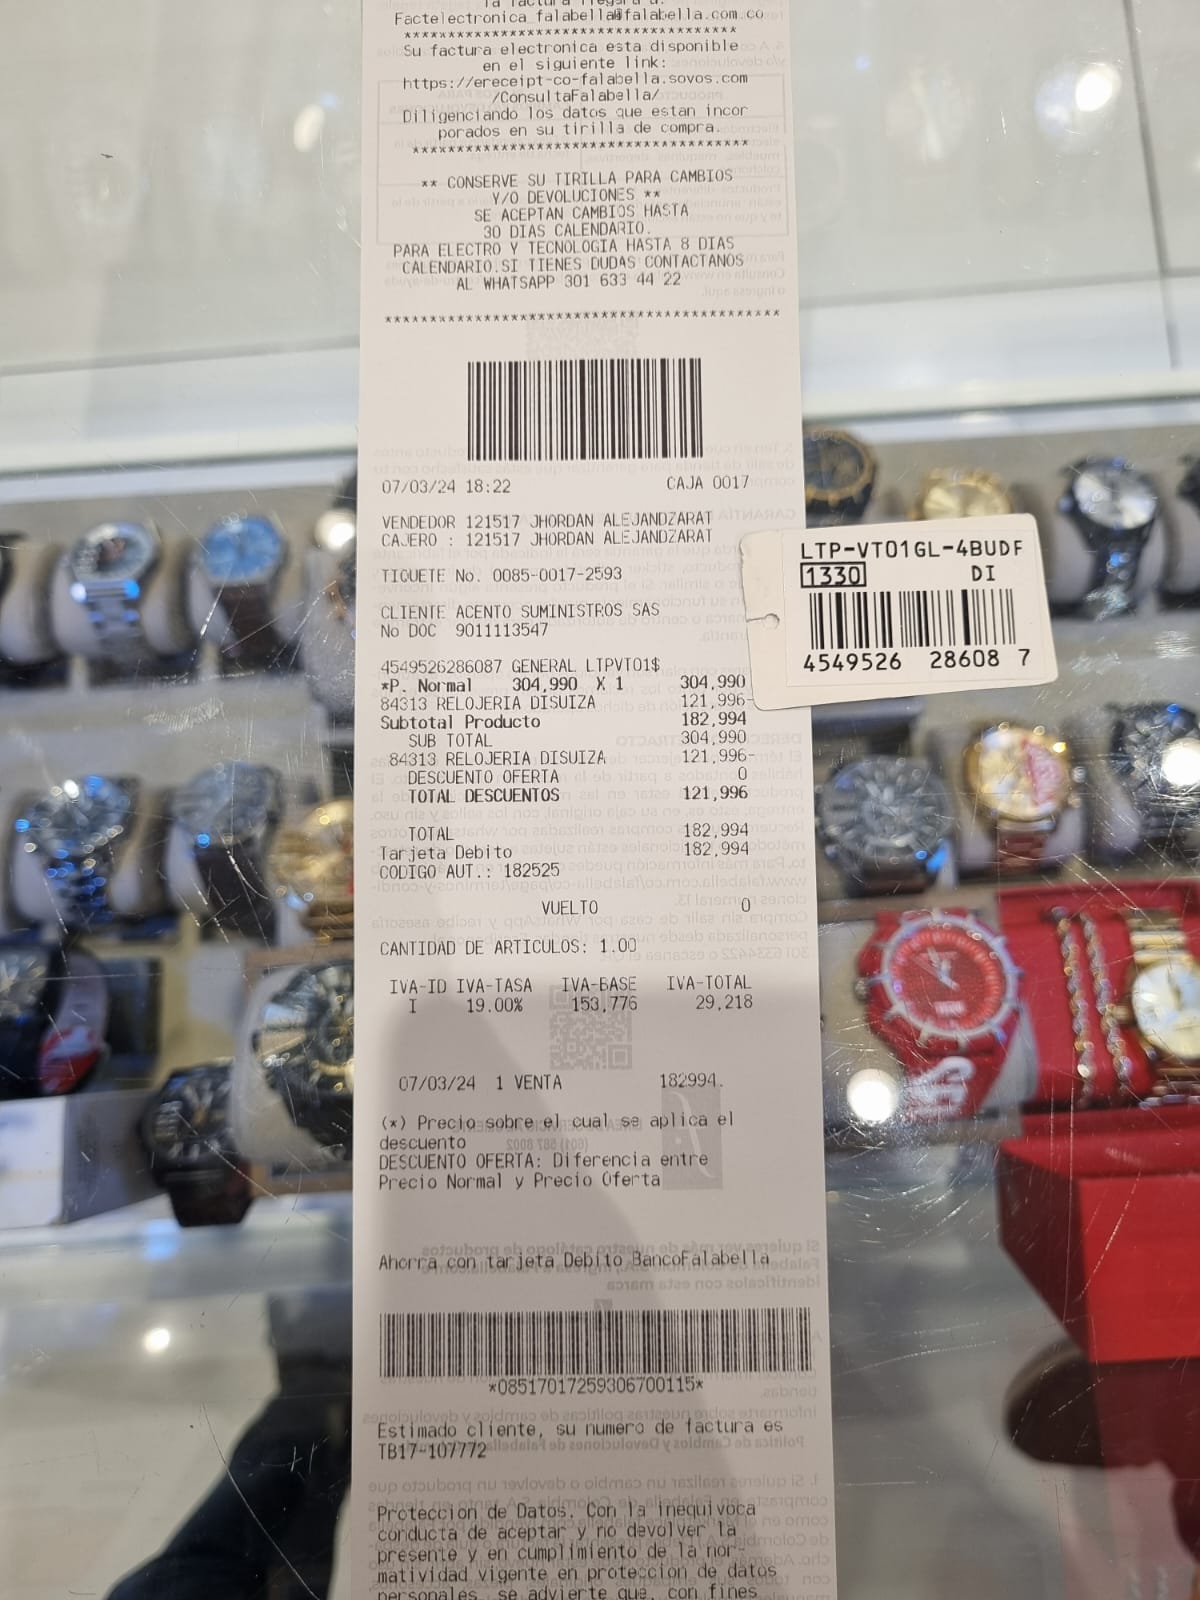 la factura llegara a:
Factelectronica_falabella@falabella.com.co
**************************************
Su factura electronica esta disponible
en el siguiente link:
https://ereceipt-co-falabella.sovos.com
/ConsultaFalabella/
Diligenciando los datos que estan incor
porados en su tirilla de compra.
**************************************
** CONSERVE SU TIRILLA PARA CAMBIOS
Y/O DEVOLUCIONES **
SE ACEPTAN CAMBIOS HASTA
30 DIAS CALENDARIO.
PARA ELECTRO Y TECNOLOGIA HASTA 8 DIAS
CALENDARIO.SI TIENES DUDAS CONTACTANOS
AL WHATSAPP 301 633 44 22
******************************************
07/03/24 18:22 CAJA 0017
VENDEDOR 121517 JHORDAN ALEJANDZARAT
CAJERO : 121517 JHORDAN ALEJANDZARAT
TIQUETE No. 0085-0017-2593
CLIENTE ACENTO SUMINISTROS SAS
No DOC 9011113547
4549526286087 GENERAL LTPVT01$
*P. Normal 304,990 X 1 304,990
84313 RELOJERIA DISUIZA 121,996-
Subtotal Producto 182,994
SUB TOTAL 304,990
84313 RELOJERIA DISUIZA 121,996-
DESCUENTO OFERTA 0
TOTAL DESCUENTOS 121,996
TOTAL 182,994
Tarjeta Debito 182,994
CODIGO AUT.: 182525
VUELTO 0
CANTIDAD DE ARTICULOS: 1.00
IVA-ID IVA-TASA IVA-BASE IVA-TOTAL
I 19.00% 153,776 29,218
07/03/24 1 VENTA 182994.
(*) Precio sobre el cual se aplica el
descuento
DESCUENTO OFERTA: Diferencia entre
Precio Normal y Precio Oferta
Ahorra con tarjeta Debito BancoFalabella
*08517017259306700115*
Estimado cliente, su numero de factura es
TB17-107772
Proteccion de Datos. Con la inequivoca
conducta de aceptar y no devolver la
presente y en cumplimiento de la nor-
matividad vigente en proteccion de datos
personales, se advierte que, con fines
LTP-VT01GL-4BUDF
1330 DI
4549526 28608 7